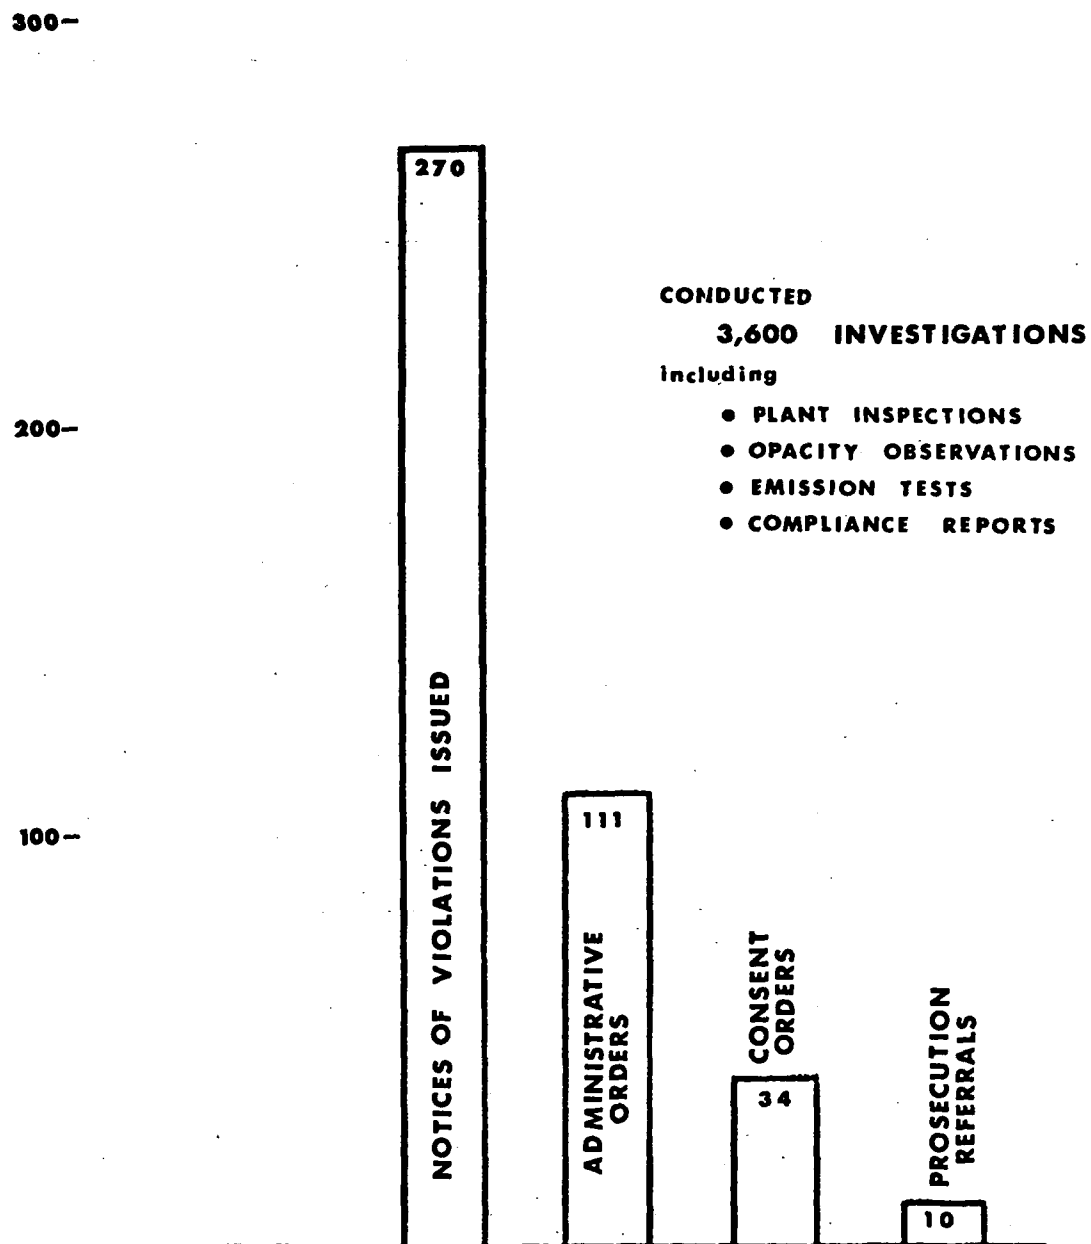 300-
270
CONDUCTED
3,600 INVESTIGATIONS
including
• PLANT INSPECTIONS
• OPACITY OBSERVATIONS
• EMISSION TESTS
• COMPLIANCE REPORTS
200-
100-
NOTICES OF VIOLATIONS ISSUED
111
ADMINISTRATIVE
ORDERS
CONSENT
ORDERS
34
PROSECUTION
REFERRALS
10